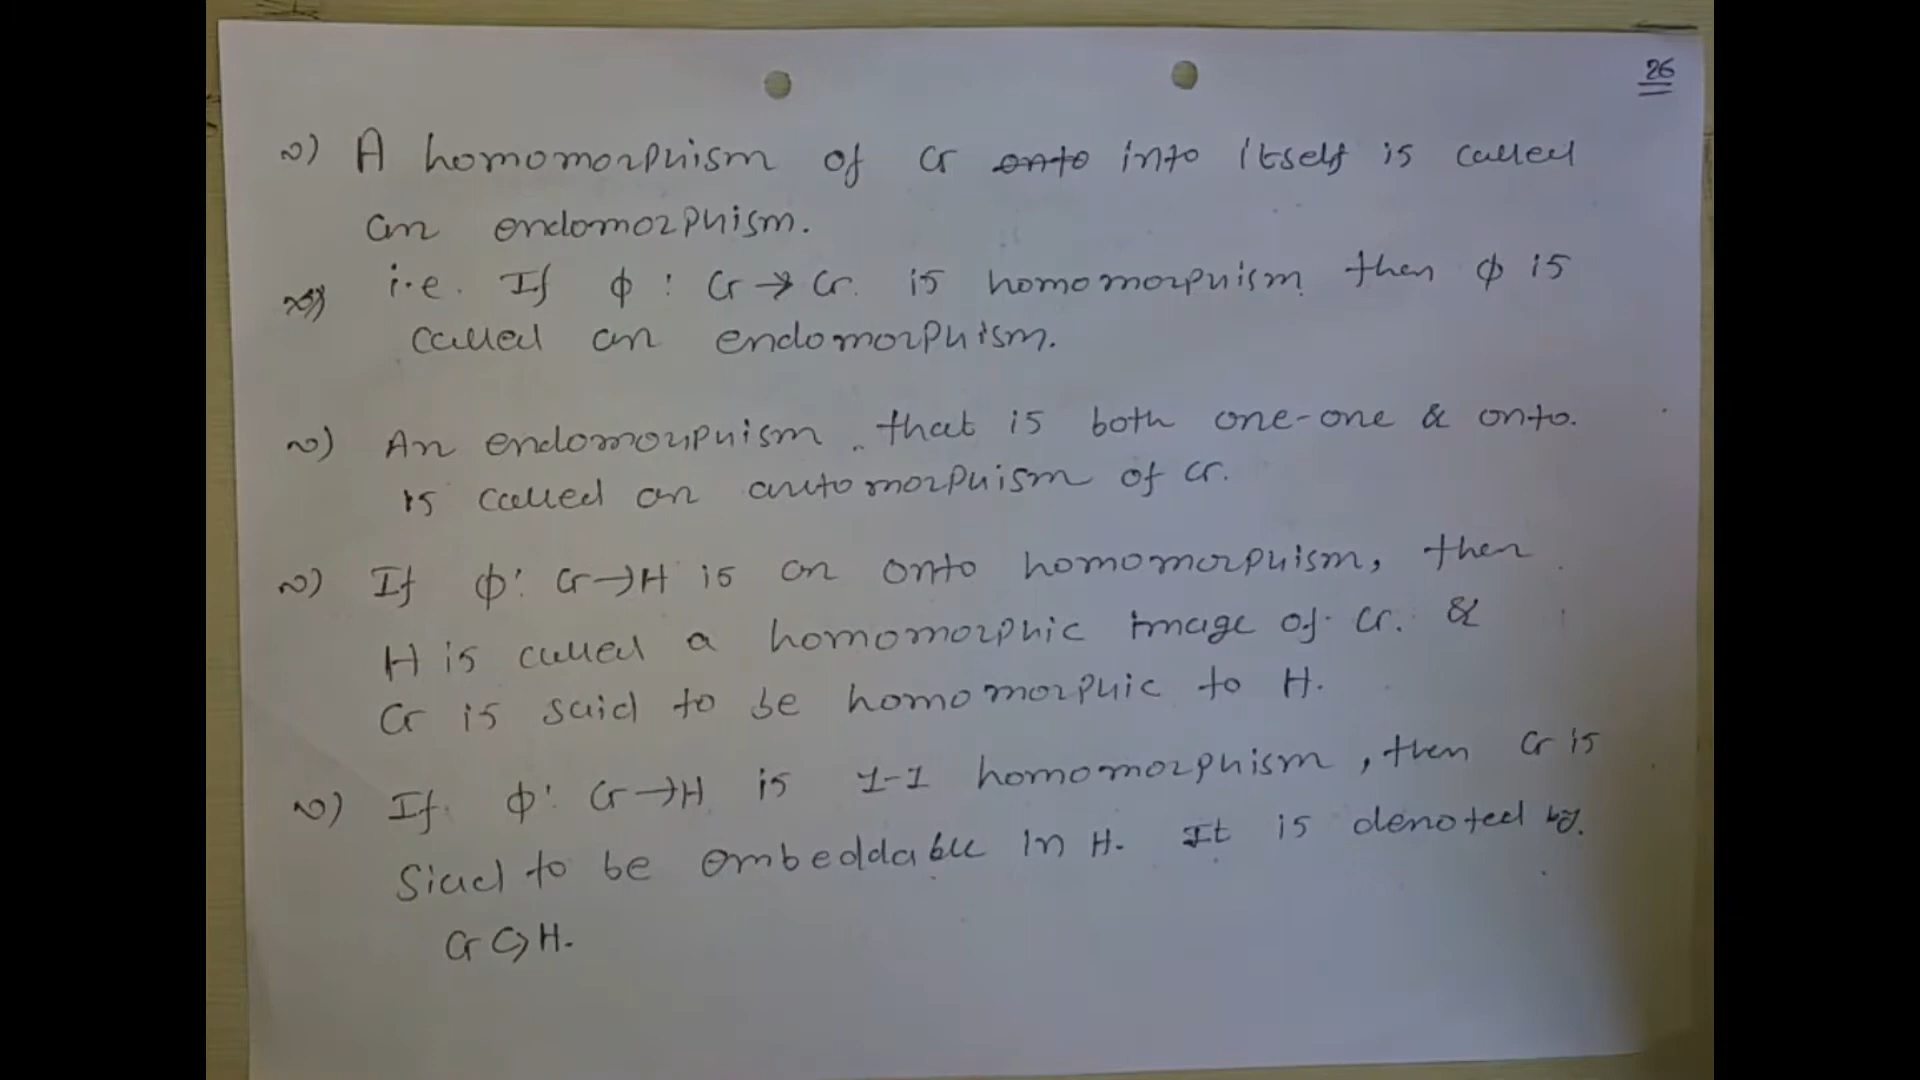 26
~) A homomorphism of G onto into itself is called
an endomorphism.
i.e. If ϕ : G → G. is homomorphism then ϕ is
called an endomorphism.
~) An endomorphism that is both one-one & onto.
is called an automorphism of G.
~) If ϕ: G→H is an onto homomorphism, then
H is called a homomorphic image of G. &
G is said to be homomorphic to H.
~) If ϕ: G→H is 1-1 homomorphism, then G is
Siad to be embeddable in H. It is denoted by.
G ↪ H.